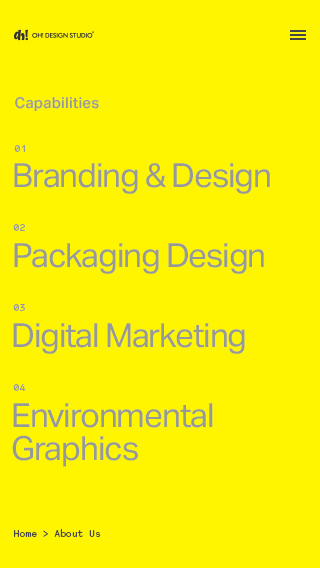 oh! OH! DESIGN STUDIO
Capabilities
01
Branding & Design
02
Packaging Design
03
Digital Marketing
04
Environmental
Graphics
Home > About Us